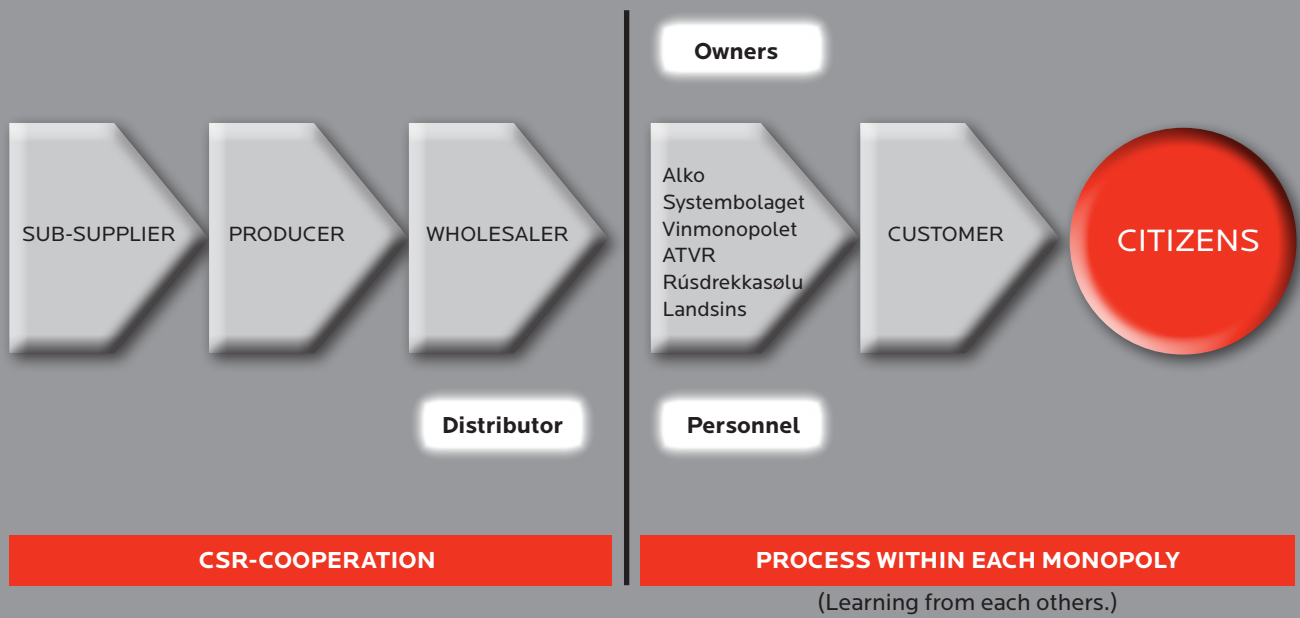 Owners
SUB-SUPPLIER
PRODUCER
WHOLESALER
Alko
Systembolaget
Vinmonopolet
ATVR
Rúsdrekkasølu
Landsins
CUSTOMER
CITIZENS
Distributor
Personnel
CSR-COOPERATION
PROCESS WITHIN EACH MONOPOLY
(Learning from each others.)